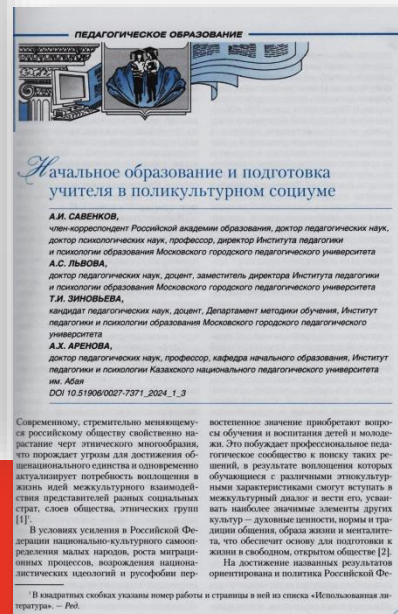 ПЕДАГОГИЧЕСКОЕ ОБРАЗОВАНИЕ
Начальное образование и подготовка
учителя в поликультурном социуме
А.И. САВЕНКОВ,
член-корреспондент Российской академии образования, доктор педагогических наук,
доктор психологических наук, профессор, директор Института педагогики
и психологии образования Московского городского педагогического университета
А.С. ЛЬВОВА,
доктор педагогических наук, доцент, заместитель директора Института педагогики
и психологии образования Московского городского педагогического университета
Т.И. ЗИНОВЬЕВА,
кандидат педагогических наук, доцент, Департамент методики обучения, Институт
педагогики и психологии образования Московского городского педагогического
университета
А.Х. АРЕНОВА,
доктор педагогических наук, профессор, кафедра начального образования, Институт
педагогики и психологии Казахского национального педагогического университета
им. Абая
DOI 10.51906/0027-7371_2024_1_3
Современному, стремительно меняющему-
ся российскому обществу свойственно на-
растание черт этнического многообразия,
что порождает угрозы для достижения об-
щенационального единства и одновременно
актуализирует потребность воплощения в
жизнь идей межкультурного взаимодей-
ствия представителей разных социальных
страт, слоев общества, этнических групп
[1]¹.
В условиях усиления в Российской Фе-
дерации национально-культурного самооп-
ределения малых народов, роста миграци-
онных процессов, возрождения национа-
листических идеологий и русофобии пер-
востепенное значение приобретают вопро-
сы обучения и воспитания детей и молоде-
жи. Это побуждает профессиональное педа-
гогическое сообщество к поиску таких ре-
шений, в результате воплощения которых
обучающиеся с различными этнокультур-
ными характеристиками смогут вступать в
межкультурный диалог и вести его, усваи-
вать наиболее значимые элементы других
культур — духовные ценности, нормы и тра-
диции общения, образа жизни и менталите-
та, что обеспечит основу для подготовки к
жизни в свободном, открытом обществе [2].
На достижение названных результатов
ориентирована и политика Российской Фе-
¹ В квадратных скобках указаны номер работы и страницы в ней из списка «Использованная ли-
тература». — Ред.